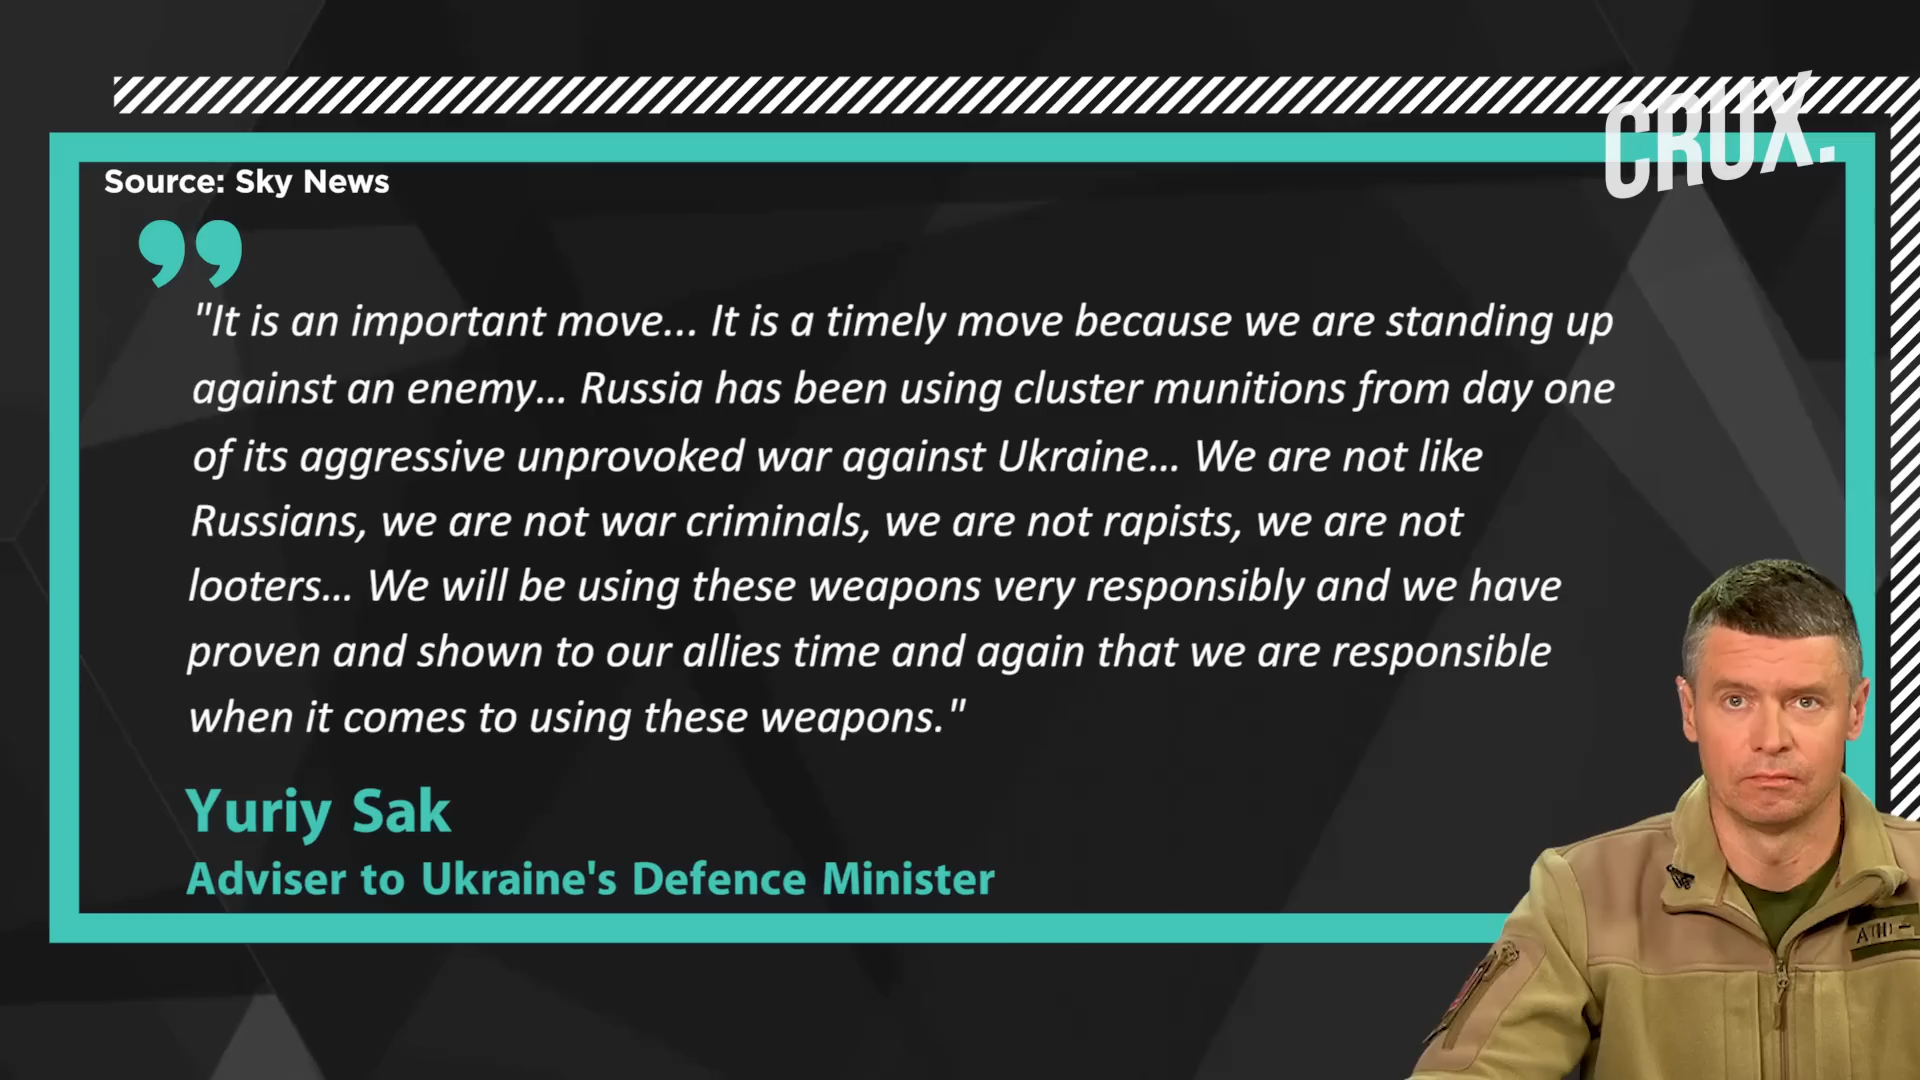 CRUX.
Source: Sky News
"It is an important move... It is a timely move because we are standing up
against an enemy... Russia has been using cluster munitions from day one
of its aggressive unprovoked war against Ukraine... We are not like
Russians, we are not war criminals, we are not rapists, we are not
looters... We will be using these weapons very responsibly and we have
proven and shown to our allies time and again that we are responsible
when it comes to using these weapons."
Yuriy Sak
Adviser to Ukraine's Defence Minister